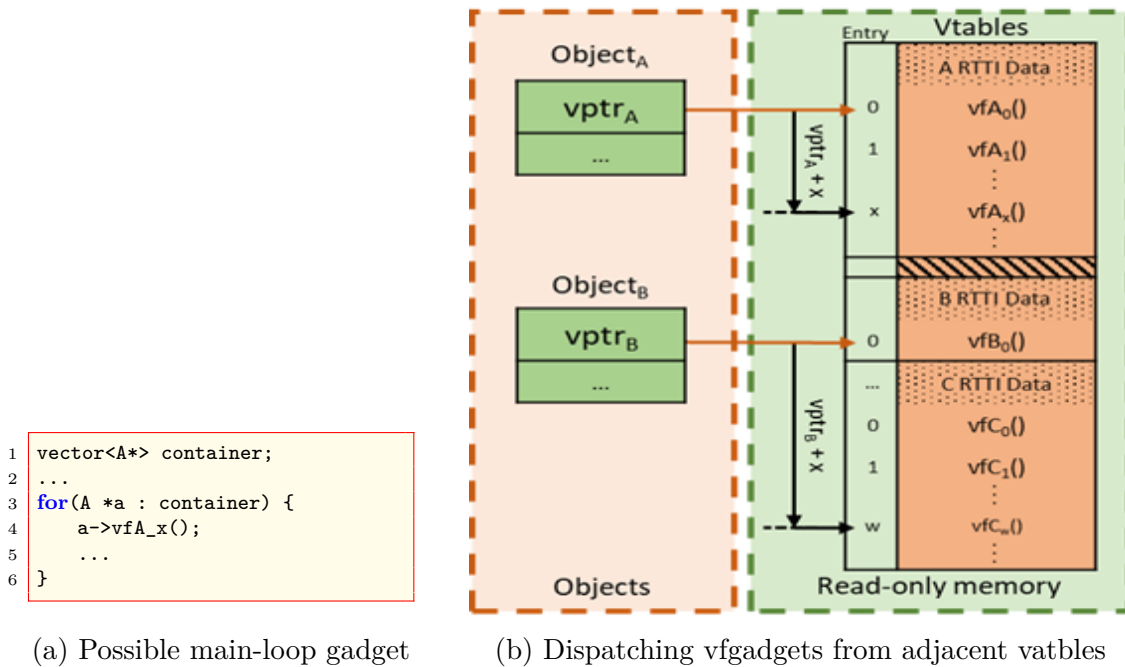 1 vector<A*> container;
2 ...
3 for(A *a : container) {
4 a->vfA_x();
5 ...
6 }
(a) Possible main-loop gadget
Object_A
vptr_A
...
Object_B
vptr_B
...
Objects
vptr_A + x
vptr_B + x
Entry
Vtables
A RTTI Data
0 vfA_0()
1 vfA_1()
⋮
x vfA_x()
⋮
B RTTI Data
0 vfB_0()
... C RTTI Data
0 vfC_0()
1 vfC_1()
⋮
w vfC_w()
⋮
Read-only memory
(b) Dispatching vfgadgets from adjacent vatbles